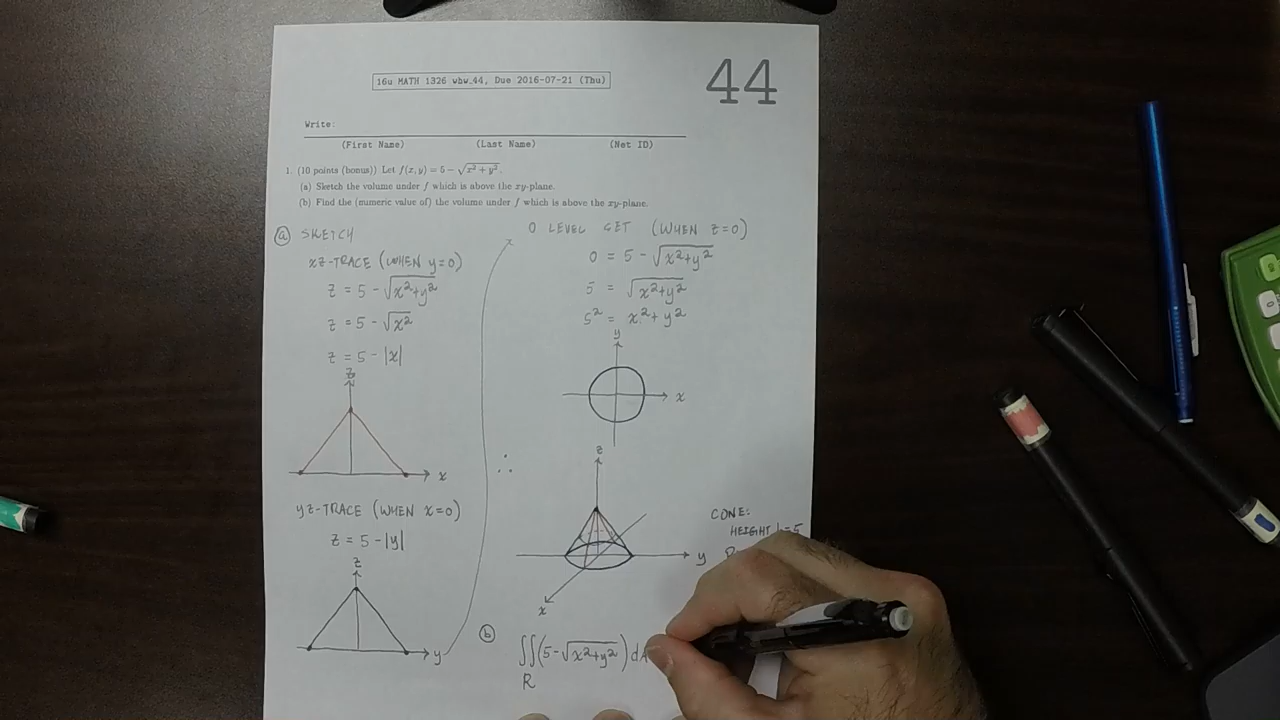 16u MATH 1326 whw_44, Due 2016-07-21 (Thu)
44
Write:
(First Name) (Last Name) (Net ID)
1. (10 points (bonus)) Let f(x, y) = 5 − √(x² + y²).
(a) Sketch the volume under f which is above the xy-plane.
(b) Find the (numeric value of) the volume under f which is above the xy-plane.
ⓐ SKETCH
XZ-TRACE (WHEN y=0)
z = 5 - √(x²+y²)
z = 5 - √(x²)
z = 5 - |x|
z
x
YZ-TRACE (WHEN x=0)
z = 5 - |y|
z
y
0 LEVEL SET (WHEN z=0)
0 = 5 - √(x²+y²)
5 = √(x²+y²)
5² = x² + y²
y
x
∴
z
y
x
CONE:
HEIGHT h=5
ⓑ
∬(5-√(x²+y²)) dA
R